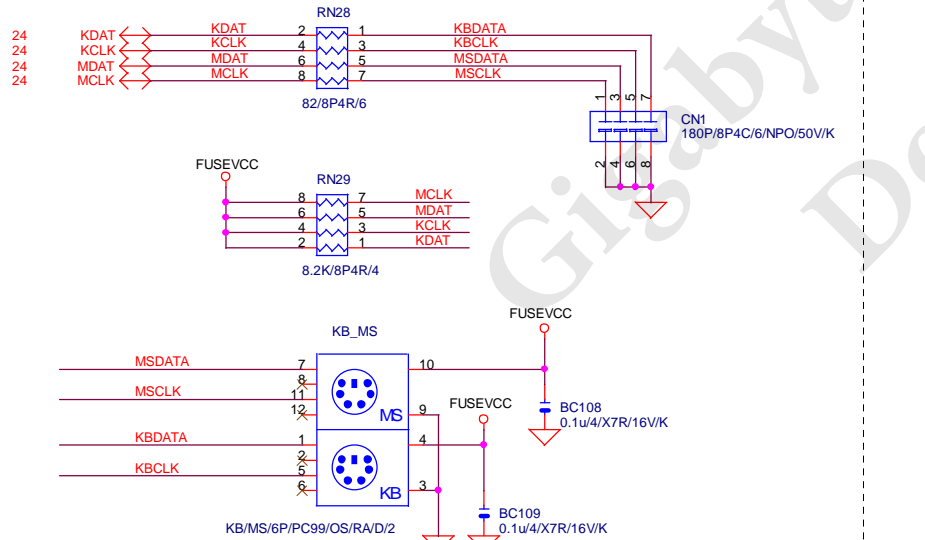 RN28
24 KDAT KDAT 2 1 KBDATA
24 KCLK KCLK 4 3 KBCLK
24 MDAT MDAT 6 5 MSDATA
24 MCLK MCLK 8 7 MSCLK
82/8P4R/6
1 3 5 7
CN1
180P/8P4C/6/NPO/50V/K
2 4 6 8
FUSEVCC
RN29
8 7 MCLK
6 5 MDAT
4 3 KCLK
2 1 KDAT
8.2K/8P4R/4
FUSEVCC
KB_MS
MSDATA 7 10
8
MSCLK 11
12 MS 9
FUSEVCC
BC108
0.1u/4/X7R/16V/K
KBDATA 1 4
2
KBCLK 5
6 KB 3
BC109
0.1u/4/X7R/16V/K
KB/MS/6P/PC99/OS/RA/D/2